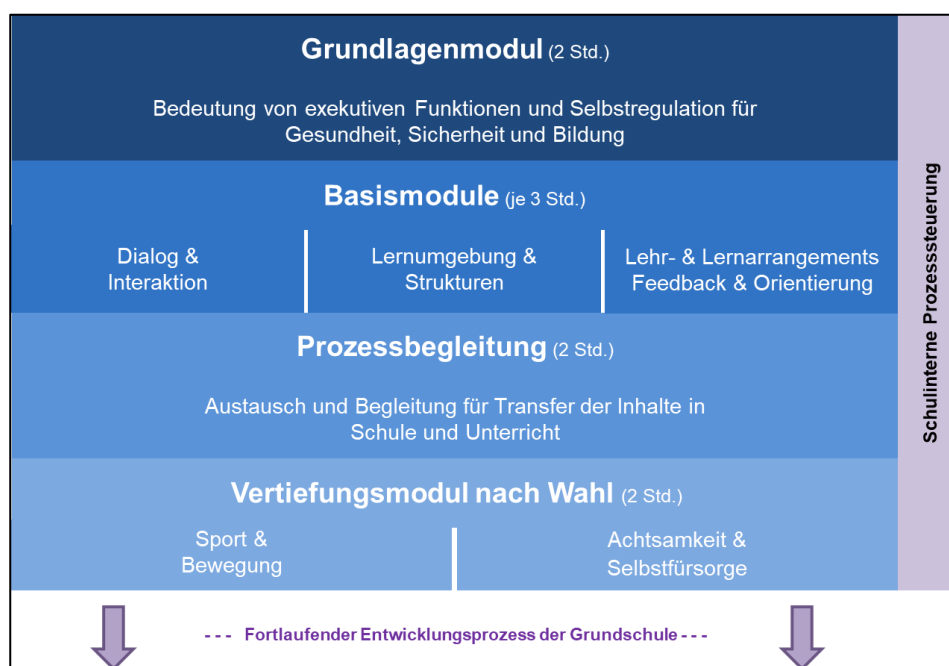 Grundlagenmodul (2 Std.)
Bedeutung von exekutiven Funktionen und Selbstregulation für
Gesundheit, Sicherheit und Bildung
Basismodule (je 3 Std.)
Dialog &
Interaktion
Lernumgebung &
Strukturen
Lehr- & Lernarrangements
Feedback & Orientierung
Prozessbegleitung (2 Std.)
Austausch und Begleitung für Transfer der Inhalte in
Schule und Unterricht
Vertiefungsmodul nach Wahl (2 Std.)
Sport &
Bewegung
Achtsamkeit &
Selbstfürsorge
Schulinterne Prozesssteuerung
- - - Fortlaufender Entwicklungsprozess der Grundschule - - -